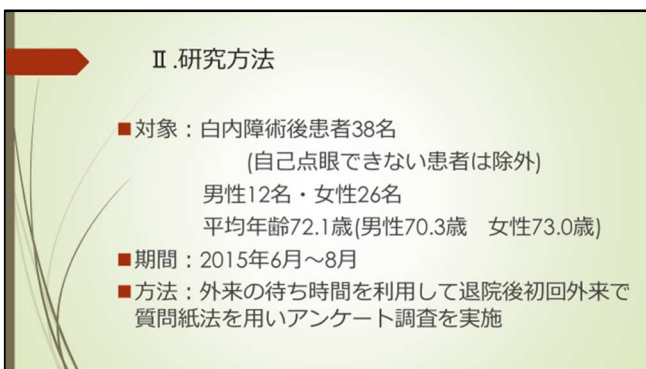 Ⅱ.研究方法
■対象：白内障術後患者38名
(自己点眼できない患者は除外)
男性12名・女性26名
平均年齢72.1歳(男性70.3歳　女性73.0歳)
■期間：2015年6月～8月
■方法：外来の待ち時間を利用して退院後初回外来で
質問紙法を用いアンケート調査を実施